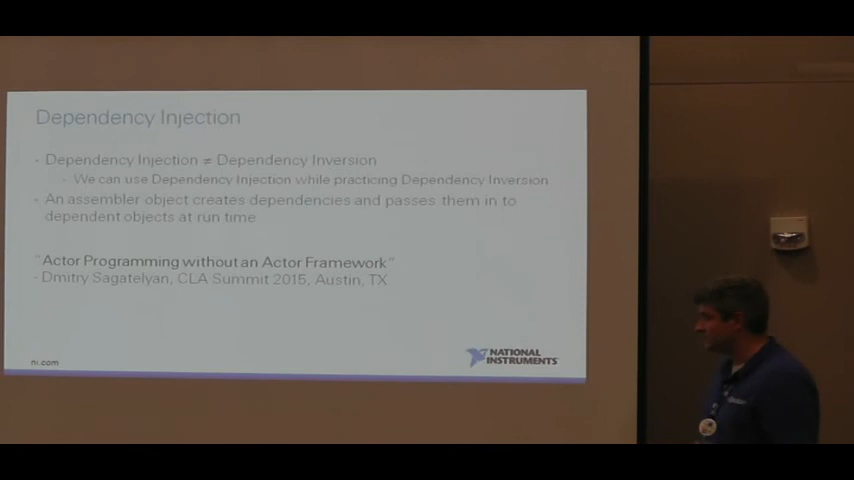 Dependency Injection
- Dependency Injection ≠ Dependency Inversion
- We can use Dependency Injection while practicing Dependency Inversion
- An assembler object creates dependencies and passes them in to
dependent objects at run time
"Actor Programming without an Actor Framework"
- Dmitry Sagatelyan, CLA Summit 2015, Austin, TX
ni.com
NATIONAL
INSTRUMENTS